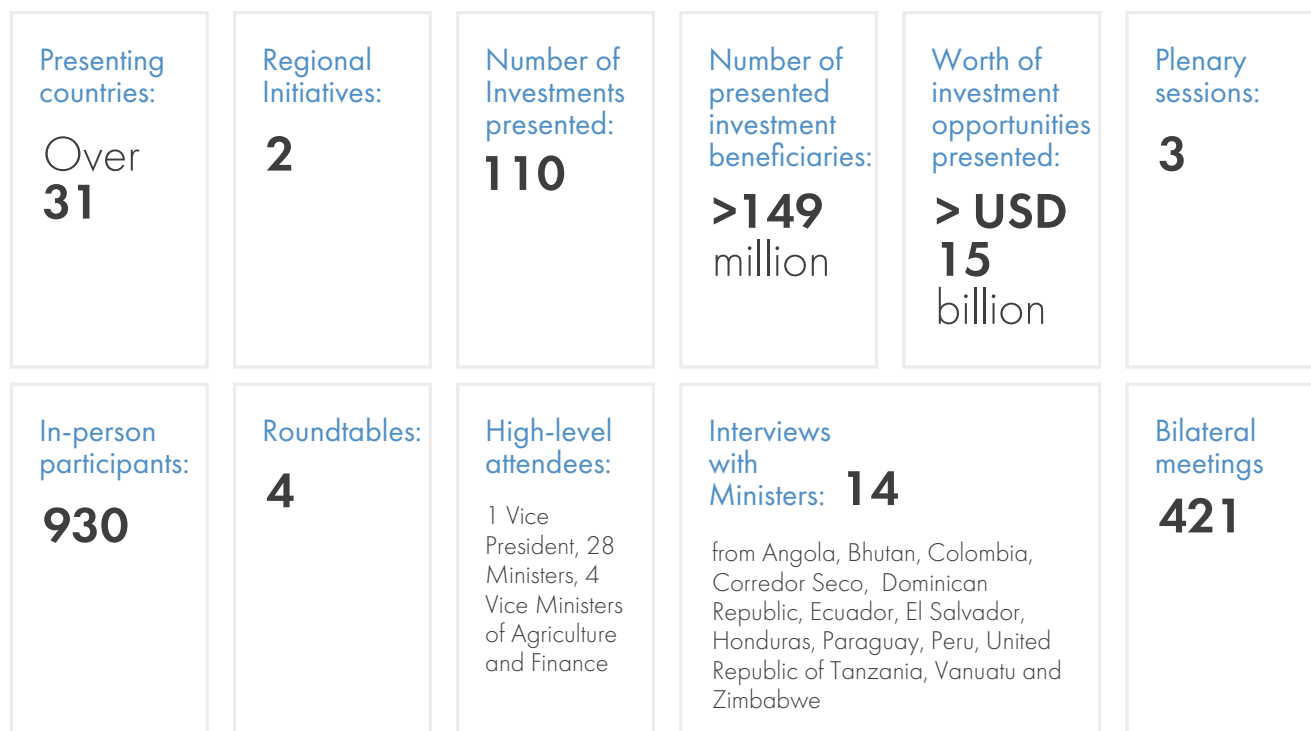 Presenting
countries:
Over
31
Regional
Initiatives:
2
Number of
Investments
presented:
110
Number of
presented
investment
beneficiaries:
>149
million
Worth of
investment
opportunities
presented:
> USD
15
billion
Plenary
sessions:
3
In-person
participants:
930
Roundtables:
4
High-level
attendees:
1 Vice
President, 28
Ministers, 4
Vice Ministers
of Agriculture
and Finance
Interviews
with
Ministers: 14
from Angola, Bhutan, Colombia,
Corredor Seco, Dominican
Republic, Ecuador, El Salvador,
Honduras, Paraguay, Peru, United
Republic of Tanzania, Vanuatu and
Zimbabwe
Bilateral
meetings
421